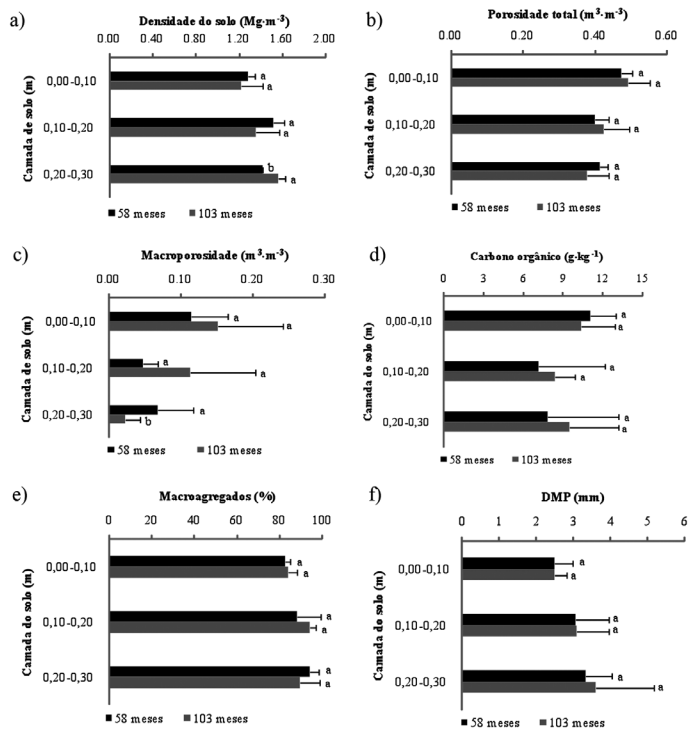 a)
Densidade do solo (Mg·m⁻³)
0.00 0.40 0.80 1.20 1.60 2.00
Camada de solo (m)
0,00-0,10
a
a
0,10-0,20
a
a
0,20-0,30
b
a
58 meses 103 meses
b)
Porosidade total (m³·m⁻³)
0.00 0.20 0.40 0.60
Camada de solo (m)
0,00-0,10
a
a
0,10-0,20
a
a
0,20-0,30
a
a
58 meses 103 meses
c)
Macroporosidade (m³·m⁻³)
0.00 0.10 0.20 0.30
Camada de solo (m)
0,00-0,10
a
a
0,10-0,20
a
a
0,20-0,30
a
b
58 meses 103 meses
d)
Carbono orgânico (g·kg⁻¹)
0 3 6 9 12 15
Camada do solo (m)
0,00-0,10
a
a
0,10-0,20
a
a
0,20-0,30
a
a
58 meses 103 meses
e)
Macroagregados (%)
0 20 40 60 80 100
Camada do solo (m)
0,00-0,10
a
a
0,10-0,20
a
a
0,20-0,30
a
a
58 meses 103 meses
f)
DMP (mm)
0 1 2 3 4 5 6
Camada do solo (m)
0,00-0,10
a
a
0,10-0,20
a
a
0,20-0,30
a
a
58 meses 103 meses